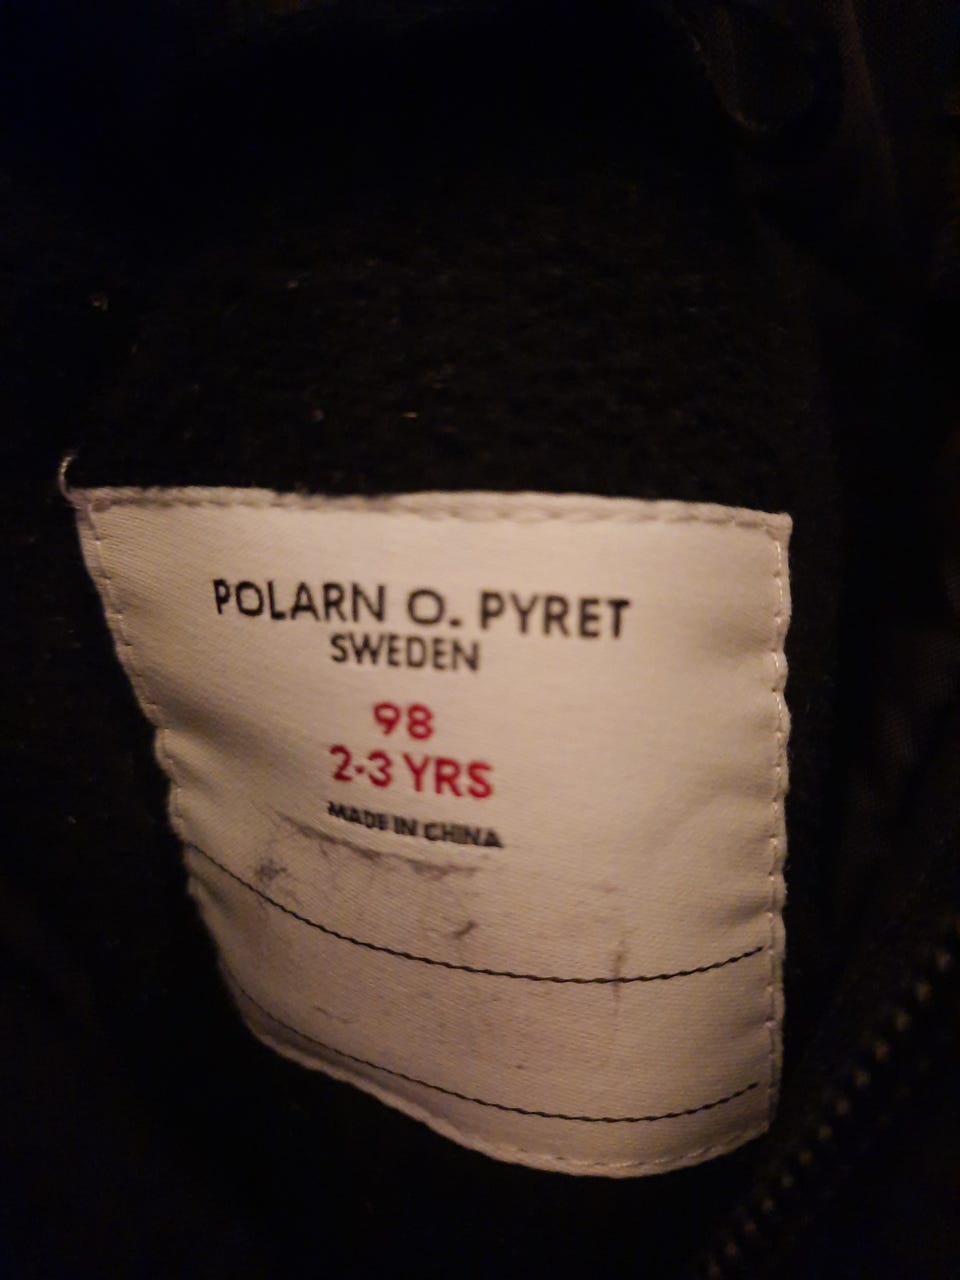 POLARN O. PYRET
SWEDEN
98
2-3 YRS
MADE IN CHINA